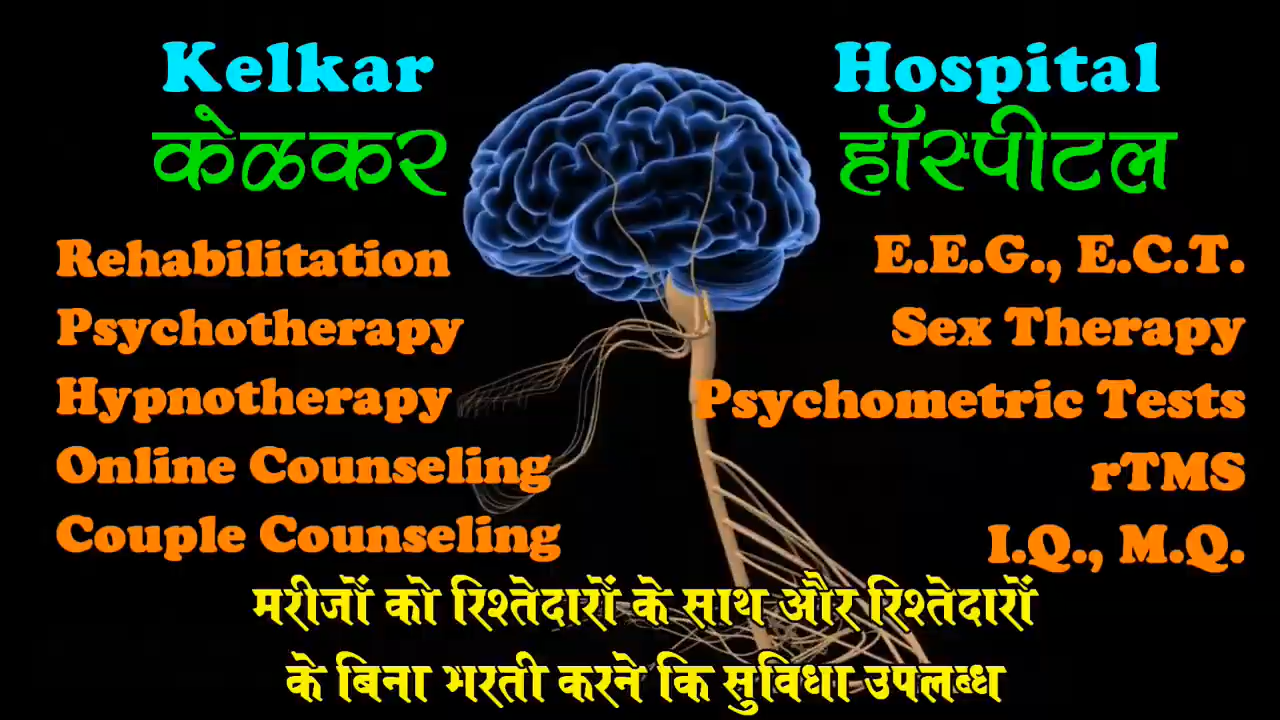 Kelkar Hospital
केळकर हॉस्पीटल
Rehabilitation
Psychotherapy
Hypnotherapy
Online Counseling
Couple Counseling
E.E.G., E.C.T.
Sex Therapy
Psychometric Tests
rTMS
I.Q., M.Q.
मरीजों को रिश्तेदारों के साथ और रिश्तेदारों
के बिना भरती करने कि सुविधा उपलब्ध